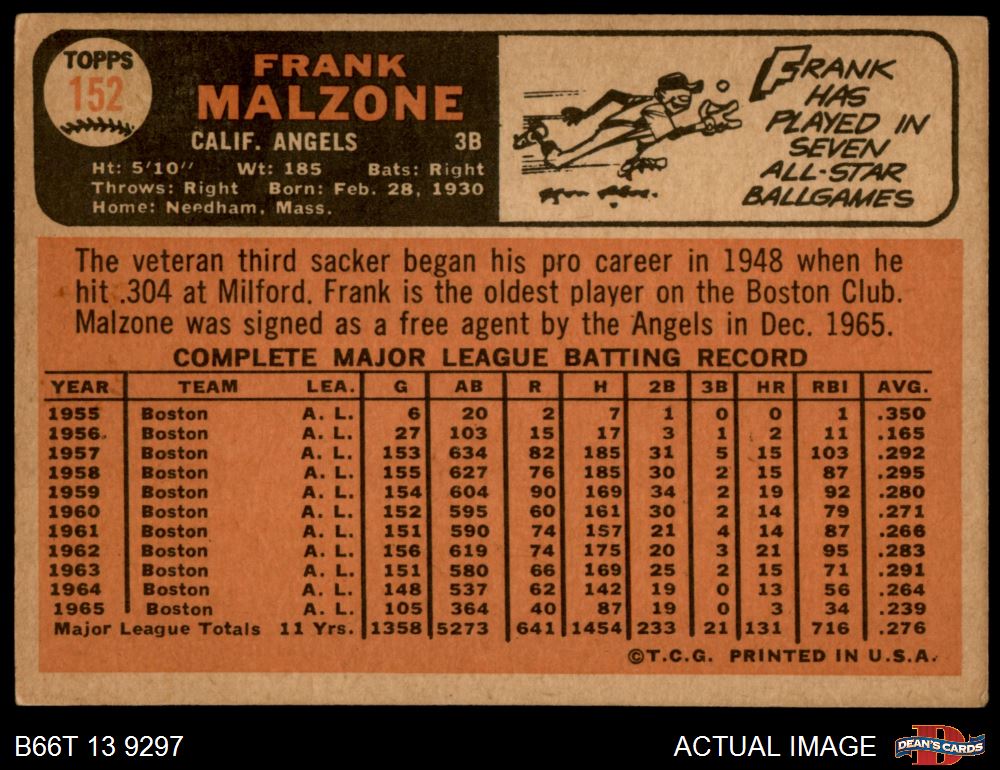 TOPPS
152
FRANK
MALZONE
CALIF. ANGELS 3B
Ht: 5'10" Wt: 185 Bats: Right
Throws: Right Born: Feb. 28, 1930
Home: Needham, Mass.
FRANK
HAS
PLAYED IN
SEVEN
ALL-STAR
BALLGAMES
The veteran third sacker began his pro career in 1948 when he
hit .304 at Milford. Frank is the oldest player on the Boston Club.
Malzone was signed as a free agent by the Angels in Dec. 1965.
COMPLETE MAJOR LEAGUE BATTING RECORD
YEAR TEAM LEA. G AB R H 2B 3B HR RBI AVG.
1955 Boston A. L. 6 20 2 7 1 0 0 1 .350
1956 Boston A. L. 27 103 15 17 3 1 2 11 .165
1957 Boston A. L. 153 634 82 185 31 5 15 103 .292
1958 Boston A. L. 155 627 76 185 30 2 15 87 .295
1959 Boston A. L. 154 604 90 169 34 2 19 92 .280
1960 Boston A. L. 152 595 60 161 30 2 14 79 .271
1961 Boston A. L. 151 590 74 157 21 4 14 87 .266
1962 Boston A. L. 156 619 74 175 20 3 21 95 .283
1963 Boston A. L. 151 580 66 169 25 2 15 71 .291
1964 Boston A. L. 148 537 62 142 19 0 13 56 .264
1965 Boston A. L. 105 364 40 87 19 0 3 34 .239
Major League Totals 11 Yrs. 1358 5273 641 1454 233 21 131 716 .276
©T.C.G. PRINTED IN U.S.A.
B66T 13 9297
ACTUAL IMAGE
DEAN'S CARDS